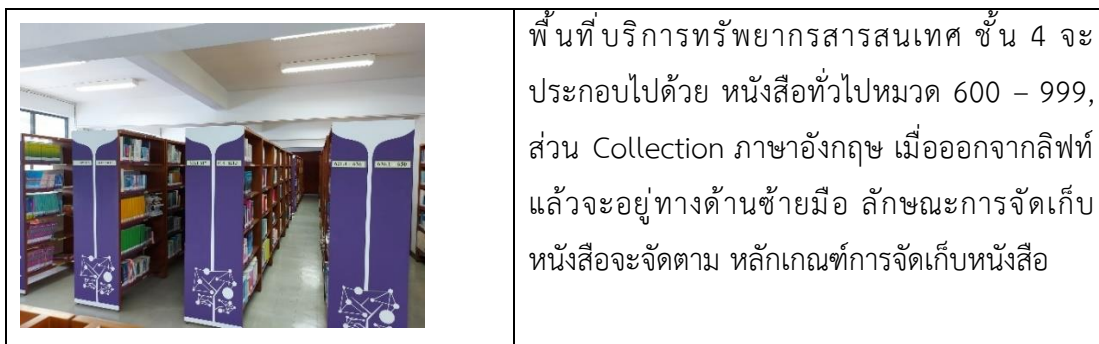 พื้นที่บริการทรัพยากรสารสนเทศ ชั้น 4 จะ
ประกอบไปด้วย หนังสือทั่วไปหมวด 600 – 999,
ส่วน Collection ภาษาอังกฤษ เมื่อออกจากลิฟท์
แล้วจะอยู่ทางด้านซ้ายมือ ลักษณะการจัดเก็บ
หนังสือจะจัดตาม หลักเกณฑ์การจัดเก็บหนังสือ